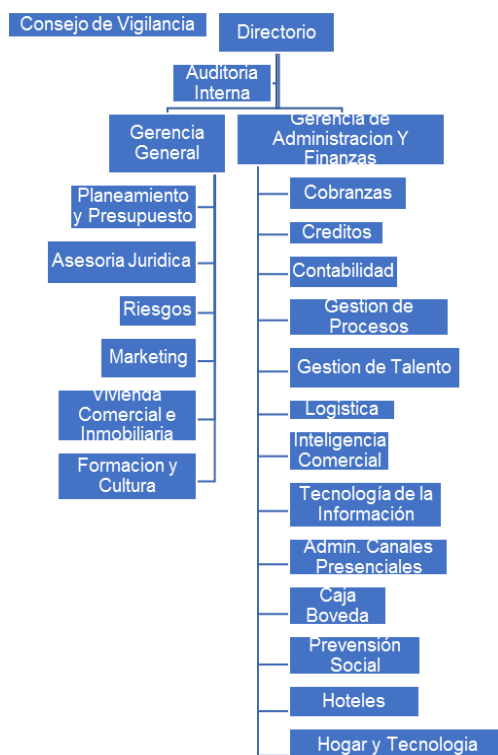 Consejo de Vigilancia
Directorio
Auditoria
Interna
Gerencia
General
Gerencia de
Administracion Y
Finanzas
Planeamiento
y Presupuesto
Asesoria Juridica
Riesgos
Marketing
Vivienda
Comercial e
Inmobiliaria
Formacion y
Cultura
Cobranzas
Creditos
Contabilidad
Gestion de
Procesos
Gestion de Talento
Logistica
Inteligencia
Comercial
Tecnología de la
Información
Admin. Canales
Presenciales
Caja
Boveda
Prevensión
Social
Hoteles
Hogar y Tecnologia